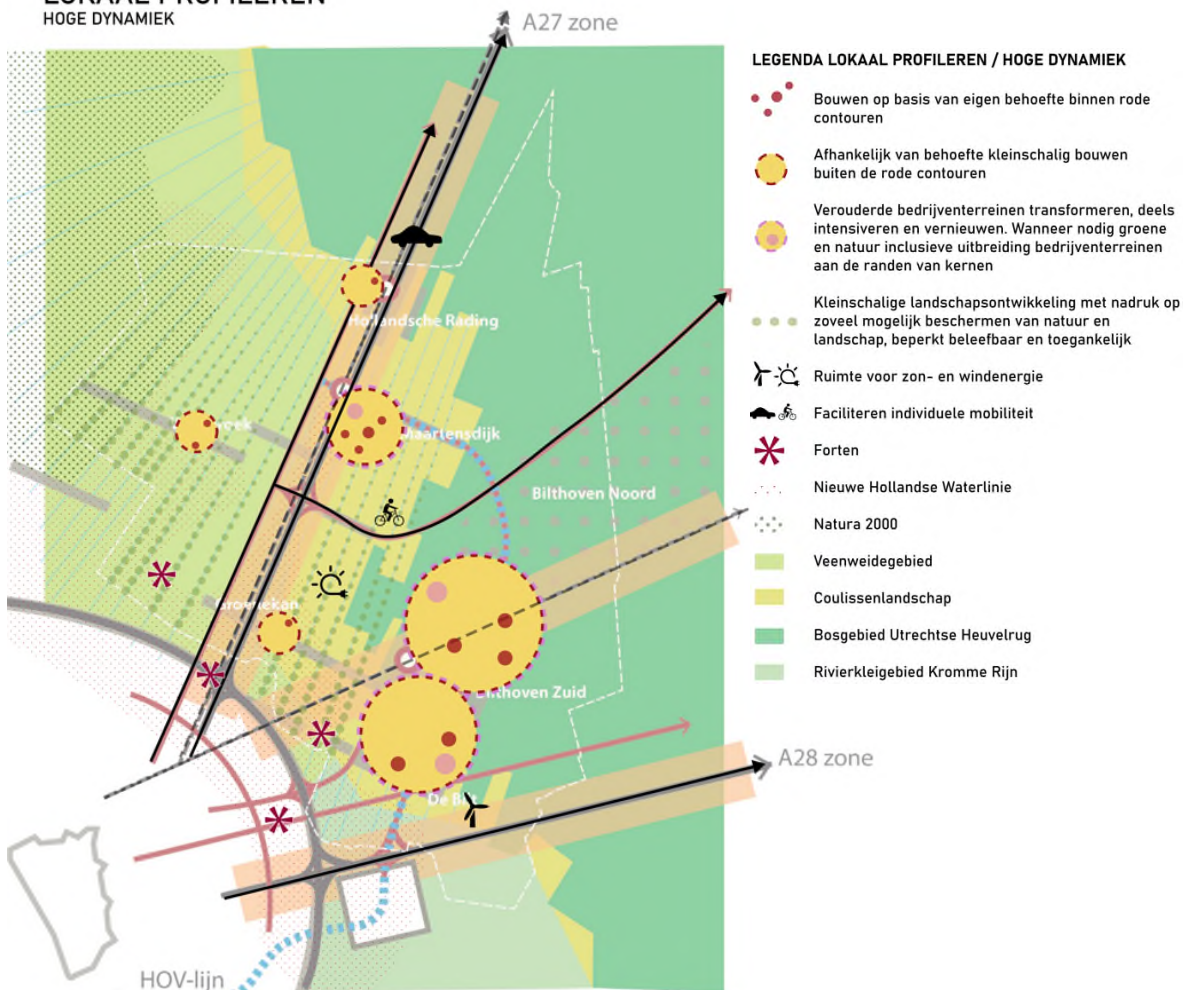 HOGE DYNAMIEK
A27 zone
LEGENDA LOKAAL PROFILEREN / HOGE DYNAMIEK
Bouwen op basis van eigen behoefte binnen rode
contouren
Afhankelijk van behoefte kleinschalig bouwen
buiten de rode contouren
Verouderde bedrijventerreinen transformeren, deels
intensiveren en vernieuwen. Wanneer nodig groene
en natuur inclusieve uitbreiding bedrijventerreinen
aan de randen van kernen
Kleinschalige landschapsontwikkeling met nadruk op
zoveel mogelijk beschermen van natuur en
landschap, beperkt beleefbaar en toegankelijk
Ruimte voor zon- en windenergie
Faciliteren individuele mobiliteit
Forten
Nieuwe Hollandse Waterlinie
Natura 2000
Veenweidegebied
Coulissenlandschap
Bosgebied Utrechtse Heuvelrug
Rivierkleigebied Kromme Rijn
Hollandsche Rading
Maartensdijk
Bilthoven Noord
Bilthoven Zuid
De Bilt
A28 zone
HOV-lijn